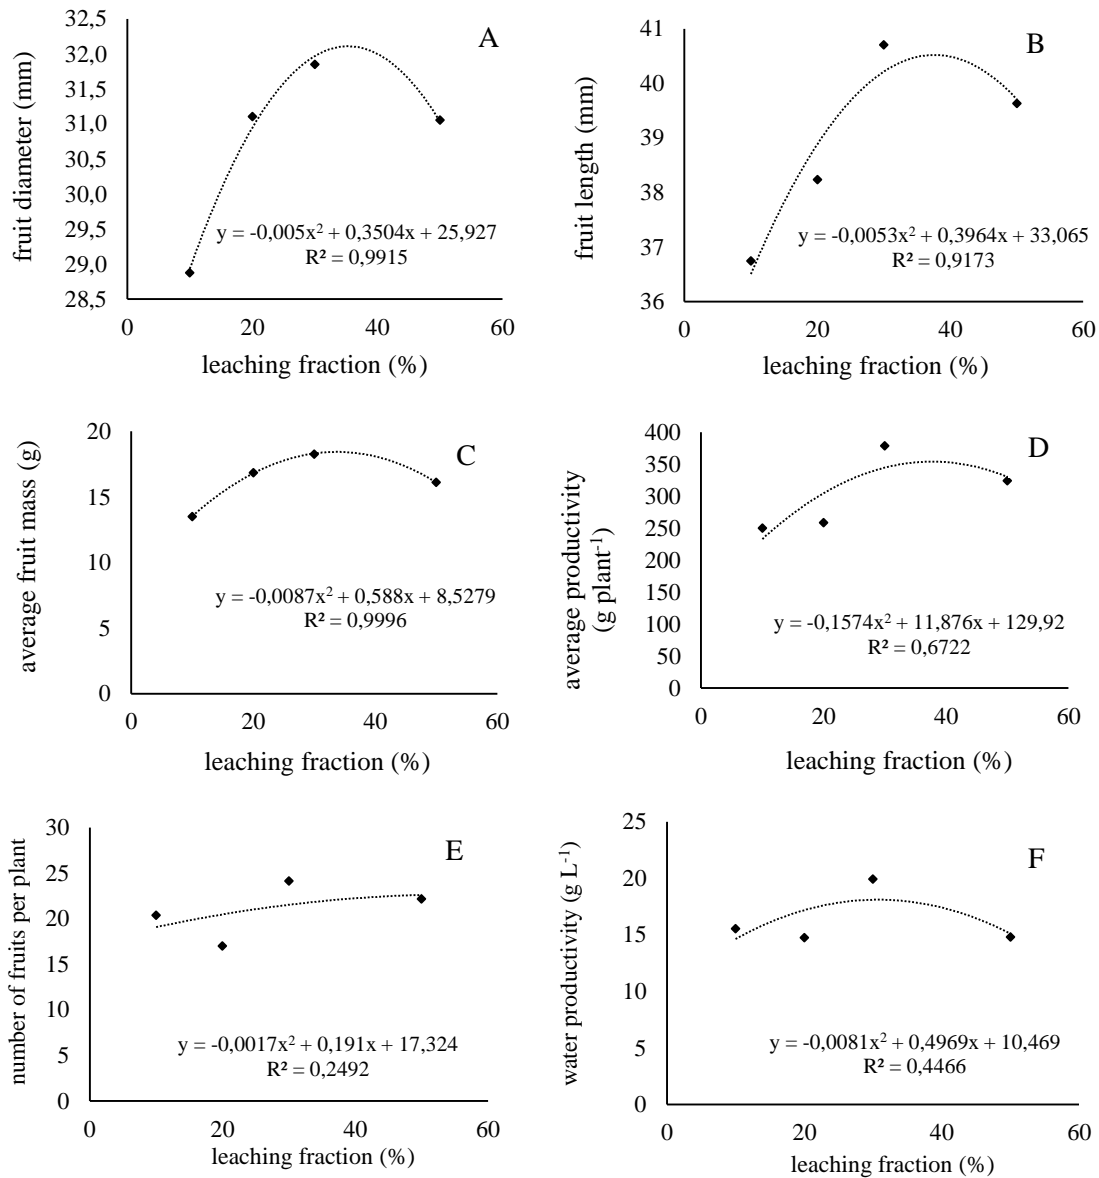 A
fruit diameter (mm)
32,5
32,0
31,5
31,0
30,5
30,0
29,5
29,0
28,5
y = -0,005x² + 0,3504x + 25,927
R² = 0,9915
0 20 40 60
leaching fraction (%)
B
fruit length (mm)
41
40
39
38
37
36
y = -0,0053x² + 0,3964x + 33,065
R² = 0,9173
0 20 40 60
leaching fraction (%)
C
average fruit mass (g)
20
15
10
5
0
y = -0,0087x² + 0,588x + 8,5279
R² = 0,9996
0 20 40 60
leaching fraction (%)
D
average productivity
(g plant⁻¹)
400
350
300
250
200
150
100
50
0
y = -0,1574x² + 11,876x + 129,92
R² = 0,6722
0 20 40 60
leaching fraction (%)
E
number of fruits per plant
30
25
20
15
10
5
0
y = -0,0017x² + 0,191x + 17,324
R² = 0,2492
0 20 40 60
leaching fraction (%)
F
water productivity (g L⁻¹)
25
20
15
10
5
0
y = -0,0081x² + 0,4969x + 10,469
R² = 0,4466
0 20 40 60
leaching fraction (%)